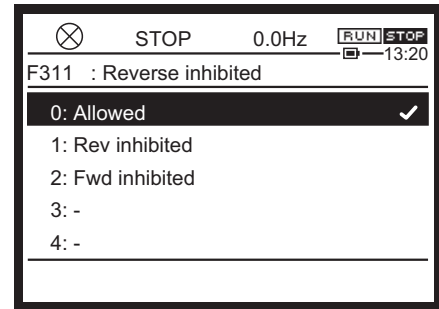 STOP 0.0Hz RUN STOP
13:20
F311 : Reverse inhibited
0: Allowed
1: Rev inhibited
2: Fwd inhibited
3: -
4: -